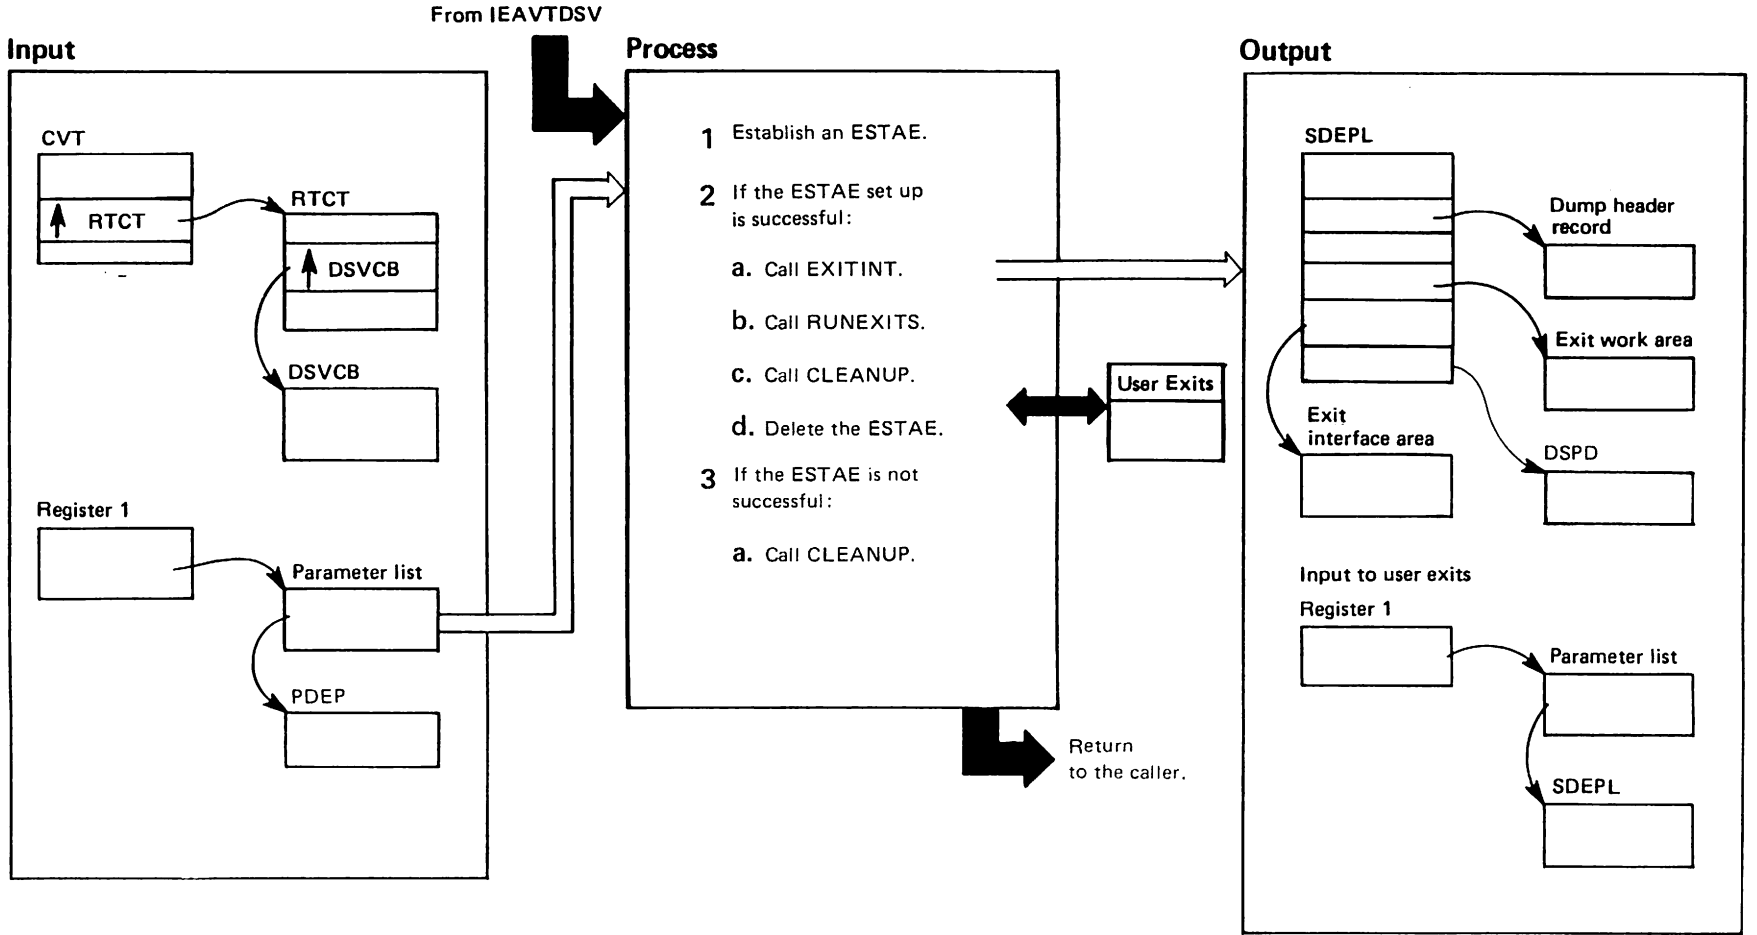 From IEAVTDSV
Input
CVT
RTCT
RTCT
DSVCB
DSVCB
Register 1
Parameter list
PDEP
Process
1 Establish an ESTAE.
2 If the ESTAE set up
is successful:
a. Call EXITINT.
b. Call RUNEXITS.
c. Call CLEANUP.
d. Delete the ESTAE.
3 If the ESTAE is not
successful:
a. Call CLEANUP.
User Exits
Return
to the caller.
Output
SDEPL
Dump header
record
Exit work area
Exit
interface area
DSPD
Input to user exits
Register 1
Parameter list
SDEPL